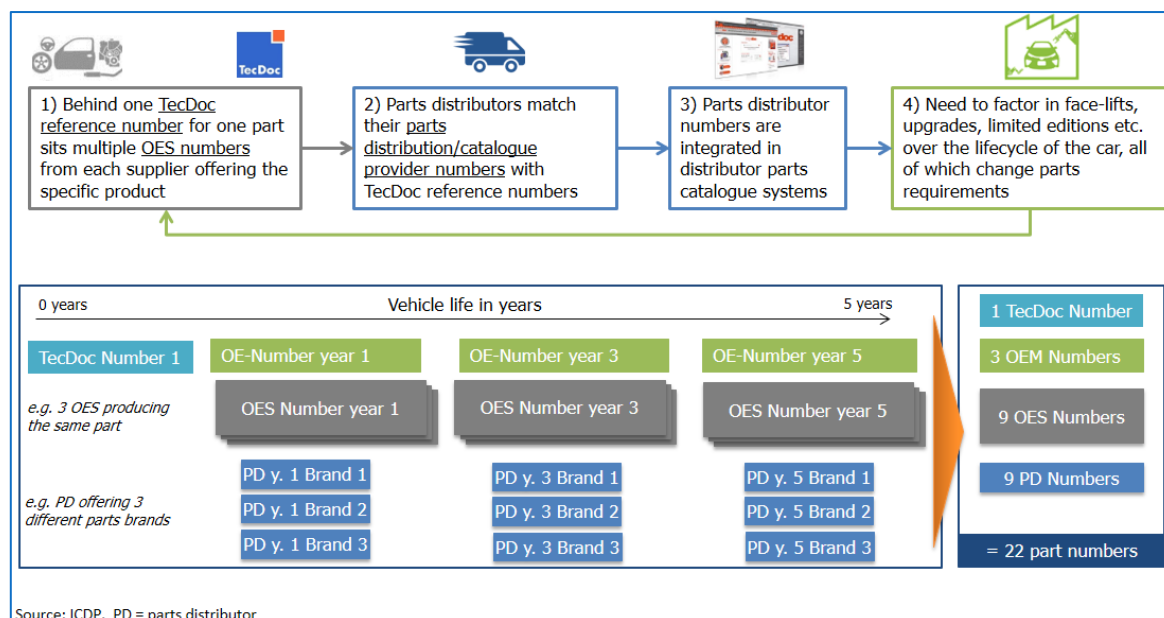 TecDoc
doc
1) Behind one TecDoc
reference number for one part
sits multiple OES numbers
from each supplier offering the
specific product
2) Parts distributors match
their parts
distribution/catalogue
provider numbers with
TecDoc reference numbers
3) Parts distributor
numbers are
integrated in
distributor parts
catalogue systems
4) Need to factor in face-lifts,
upgrades, limited editions etc.
over the lifecycle of the car, all
of which change parts
requirements
0 years
Vehicle life in years
5 years
TecDoc Number 1
OE-Number year 1
OE-Number year 3
OE-Number year 5
e.g. 3 OES producing
the same part
OES Number year 1
OES Number year 3
OES Number year 5
e.g. PD offering 3
different parts brands
PD y. 1 Brand 1
PD y. 1 Brand 2
PD y. 1 Brand 3
PD y. 3 Brand 1
PD y. 3 Brand 2
PD y. 3 Brand 3
PD y. 5 Brand 1
PD y. 5 Brand 2
PD y. 5 Brand 3
1 TecDoc Number
3 OEM Numbers
9 OES Numbers
9 PD Numbers
= 22 part numbers
Source: ICDP. PD = parts distributor